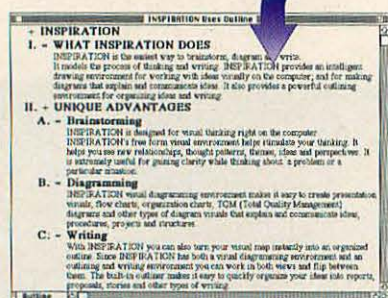 INSPIRATION Uses Outline
+ INSPIRATION
I. - WHAT INSPIRATION DOES
INSPIRATION is the easiest way to brainstorm, diagram write.
It models the process of thinking and writing. INSPIRATION provides an intelligent
drawing environment for working with ideas visually on the computer, and for making
diagrams that explain and communicate ideas. It also provides a powerful outlining
environment for organizing ideas and writing.
II. + UNIQUE ADVANTAGES
A. - Brainstorming
INSPIRATION is designed for visual thinking right on the computer.
INSPIRATION's free form visual environment helps stimulate your thinking. It
helps you see new relationships, thought patterns, themes, ideas and perspectives. It
is extremely useful for gaining clarity while thinking about a problem or a
particular situation.
B. - Diagramming
INSPIRATION visual diagramming environment makes it easy to create presentation
visuals, flow charts, organization charts, TQM (Total Quality Management)
diagrams and other types of diagram visuals that explain and communicate ideas,
procedures, projects and structures.
C. - Writing
With INSPIRATION you can also turn your visual map instantly into an organized
outline. Since INSPIRATION has both a visual diagramming environment and an
outlining and writing environment you can work in both views and flip between
them. The built-in outliner makes it easy to quickly organize your ideas into reports,
proposals, stories and other types of writing.
Outline